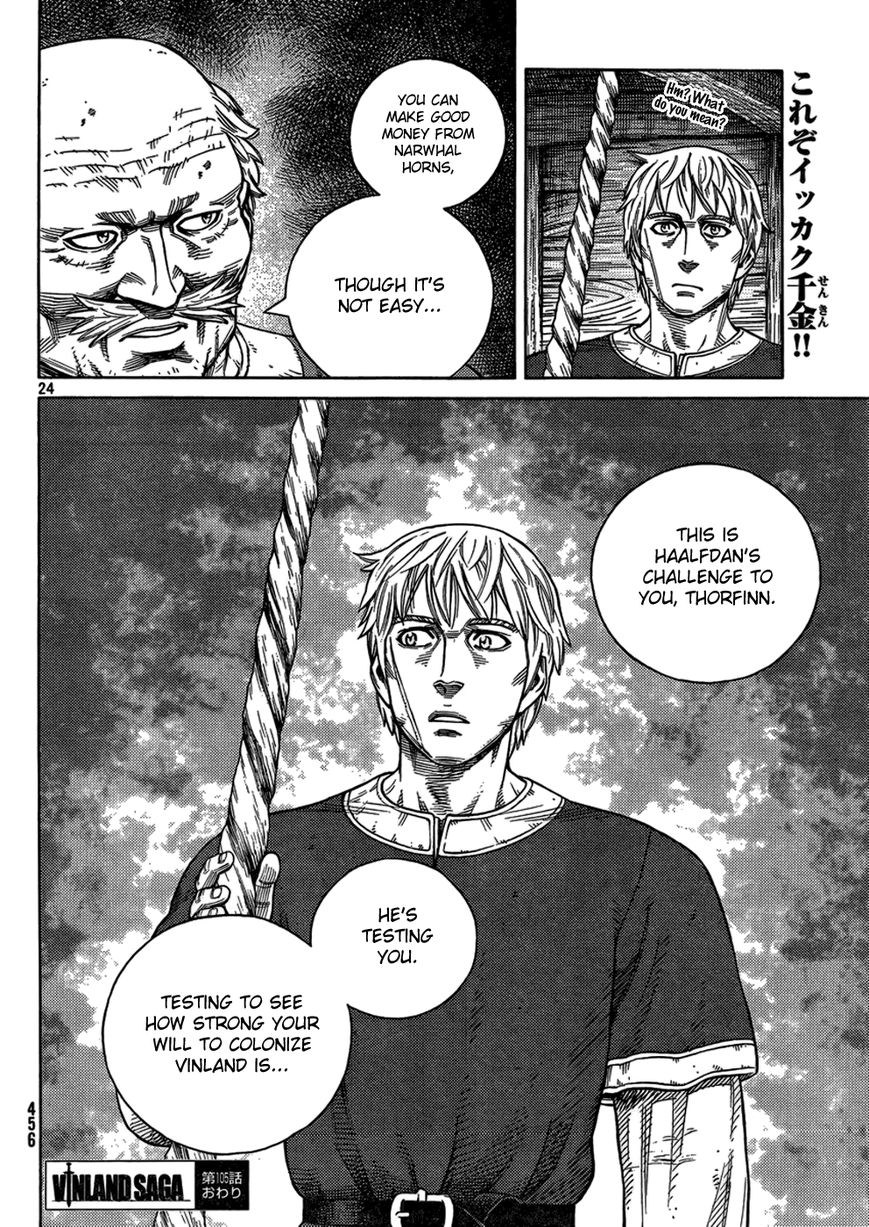 これぞイッカク千金!!
せんきん
Hm? What
do you mean?
YOU CAN
MAKE GOOD
MONEY FROM
NARWHAL
HORNS,
THOUGH IT'S
NOT EASY...
24
THIS IS
HAALFDAN'S
CHALLENGE TO
YOU, THORFINN.
HE'S
TESTING
YOU.
TESTING TO SEE
HOW STRONG YOUR
WILL TO COLONIZE
VINLAND IS...
456
VINLAND SAGA
第105話
おわり